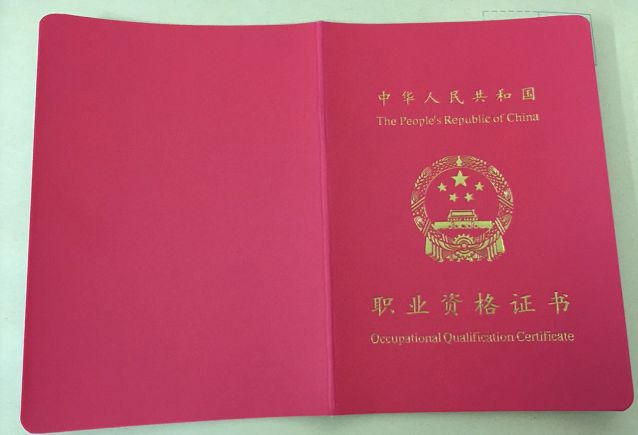 中华人民共和国
The People's Republic of China
职业资格证书
Occupational Qualification Certificate